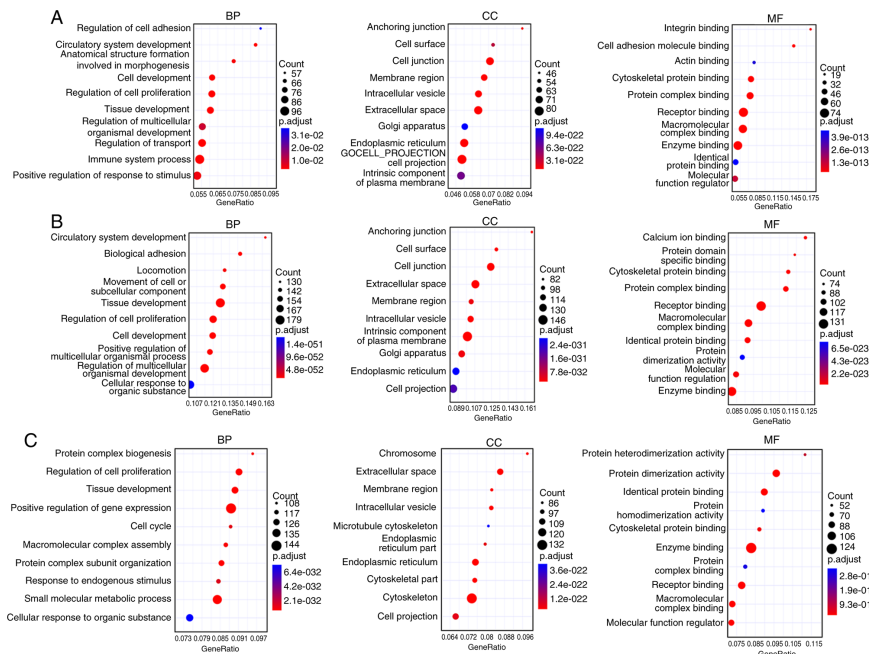 A
BP
Regulation of cell adhesion
Circulatory system development
Anatomical structure formation
involved in morphogenesis
Cell development
Regulation of cell proliferation
Tissue development
Regulation of multicellular
organismal development
Regulation of transport
Immune system process
Positive regulation of response to stimulus
0.055 0.065 0.075 0.085 0.095
GeneRatio
Count
57
66
76
86
96
p.adjust
3.1e-02
2.1e-02
1.0e-02
CC
Anchoring junction
Cell surface
Cell junction
Membrane region
Intracellular vesicle
Extracellular space
Golgi apparatus
Endoplasmic reticulum
GOCELL_PROJECTION
cell projection
Intrinsic component
of plasma membrane
0.046 0.058 0.07 0.082 0.094
GeneRatio
Count
46
54
63
71
80
p.adjust
9.4e-022
6.3e-022
3.1e-022
MF
Integrin binding
Cell adhesion molecule binding
Actin binding
Cytoskeletal protein binding
Protein complex binding
Receptor binding
Macromolecular
complex binding
Enzyme binding
Identical
protein binding
Molecular
function regulator
0.055 0.085 0.115 0.145 0.175
GeneRatio
Count
19
32
46
60
74
p.adjust
3.9e-013
2.6e-013
1.3e-013
B
BP
Circulatory system development
Biological adhesion
Locomotion
Movement of cell or
subcellular component
Tissue development
Regulation of cell proliferation
Cell development
Positive regulation of
multicellular organismal process
Regulation of multicellular
organismal development
Cellular response to
organic substance
0.107 0.121 0.135 0.149 0.163
GeneRatio
Count
130
142
154
167
179
p.adjust
1.4e-051
9.6e-052
4.8e-052
CC
Anchoring junction
Cell surface
Cell junction
Extracellular space
Membrane region
Intracellular vesicle
Intrinsic component
of plasma membrane
Golgi apparatus
Endoplasmic reticulum
Cell projection
0.089 0.107 0.125 0.143 0.161
GeneRatio
Count
82
98
114
130
146
p.adjust
2.4e-031
1.6e-031
7.8e-032
MF
Calcium ion binding
Protein domain
specific binding
Cytoskeletal protein binding
Protein complex binding
Receptor binding
Macromolecular
complex binding
Identical protein binding
Protein
dimerization activity
Molecular
function regulation
Enzyme binding
0.085 0.095 0.105 0.115 0.125
GeneRatio
Count
74
88
102
117
131
p.adjust
6.5e-023
4.3e-023
2.2e-023
C
BP
Protein complex biogenesis
Regulation of cell proliferation
Tissue development
Positive regulation of gene expression
Cell cycle
Macromolecular complex assembly
Protein complex subunit organization
Response to endogenous stimulus
Small molecular metabolic process
Cellular response to organic substance
0.073 0.079 0.085 0.091 0.097
GeneRatio
Count
108
117
126
135
144
p.adjust
6.4e-032
4.2e-032
2.1e-032
CC
Chromosome
Extracellular space
Membrane region
Intracellular vesicle
Microtubule cytoskeleton
Endoplasmic
reticulum part
Endoplasmic reticulum
Cytoskeletal part
Cytoskeleton
Cell projection
0.064 0.072 0.08 0.088 0.096
GeneRatio
Count
86
97
109
120
132
p.adjust
3.6e-022
2.4e-022
1.2e-022
MF
Protein heterodimerization activity
Protein dimerization activity
Identical protein binding
Protein
homodimerization activity
Cytoskeletal protein binding
Enzyme binding
Protein
complex binding
Receptor binding
Macromolecular
complex binding
Molecular function regulator
0.075 0.085 0.095 0.105 0.115
GeneRatio
Count
52
70
88
106
124
p.adjust
2.8e-01
1.9e-01
9.3e-01